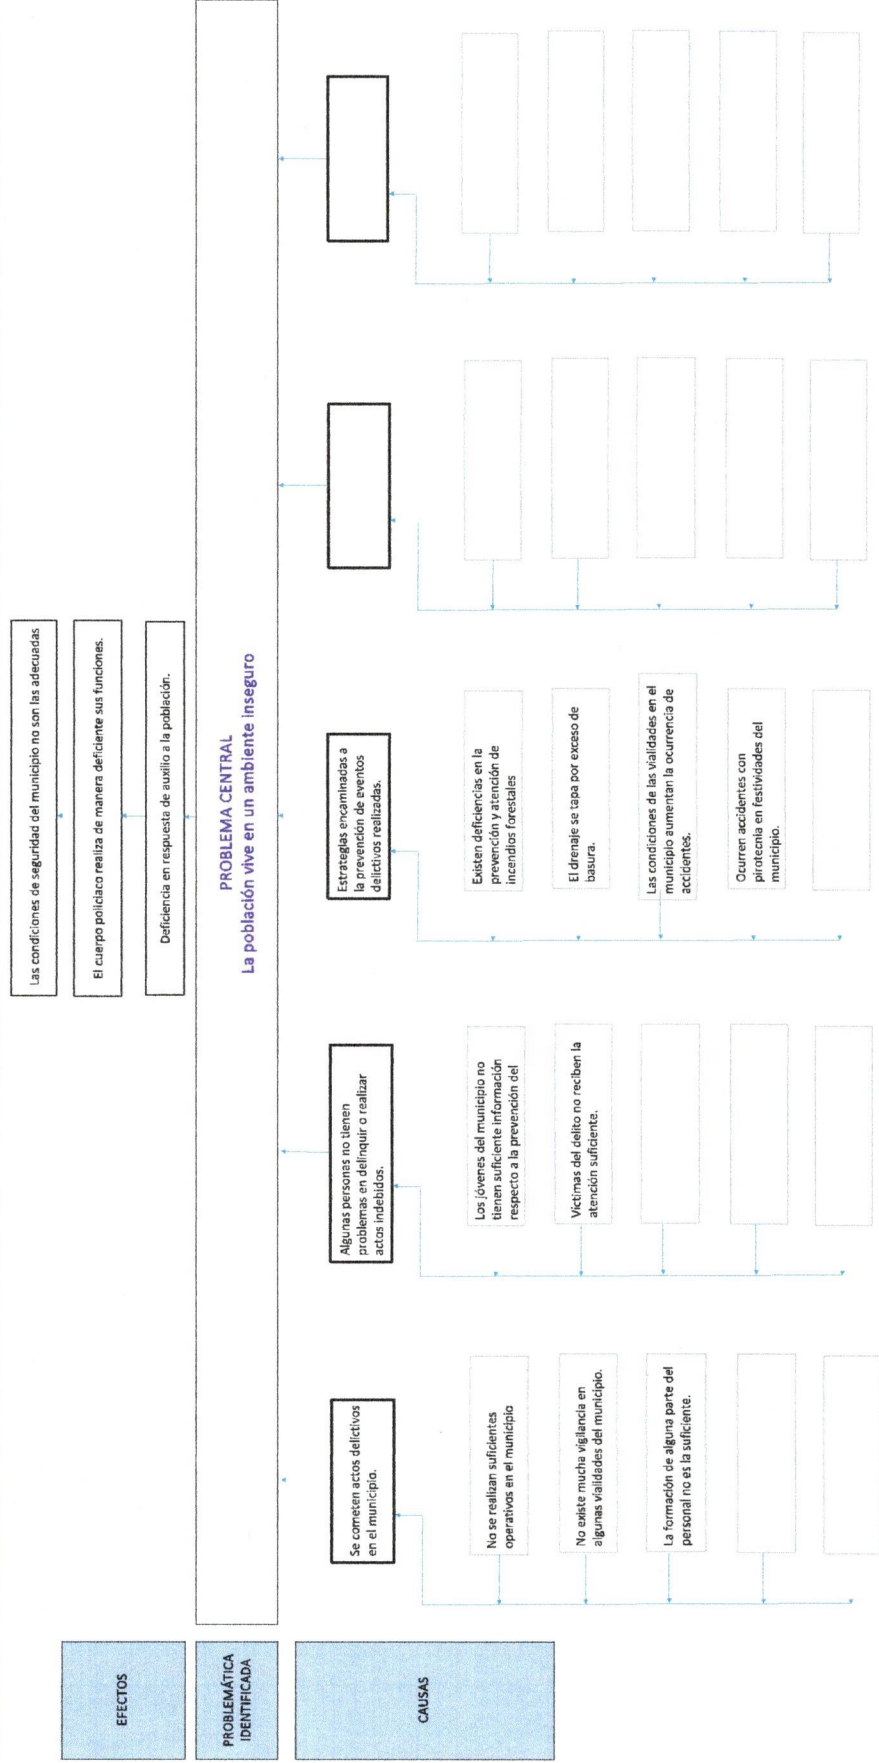 EFECTOS
Las condiciones de seguridad del municipio no son las adecuadas
El cuerpo policiaco realiza de manera deficiente sus funciones.
Deficiencia en respuesta de auxilio a la población.
PROBLEMÁTICA
IDENTIFICADA
PROBLEMA CENTRAL
La población vive en un ambiente inseguro
CAUSAS
Se cometen actos delictivos
en el municipio.
No se realizan suficientes
operativos en el municipio
No existe mucha vigilancia en
algunas vialidades del municipio.
La formación de alguna parte del
personal no es la suficiente.
Algunas personas no tienen
problemas en delinquir o realizar
actos indebidos.
Los jóvenes del municipio no
tienen suficiente información
respecto a la prevención del
Víctimas del delito no reciben la
atención suficiente.
Estrategias encaminadas a
la prevención de eventos
delictivos realizadas.
Existen deficiencias en la
prevención y atención de
incendios forestales
El drenaje se tapa por exceso de
basura.
Las condiciones de las vialidades en el
municipio aumentan la ocurrencia de
accidentes.
Ocurren accidentes con
pirotecnia en festividades del
municipio.